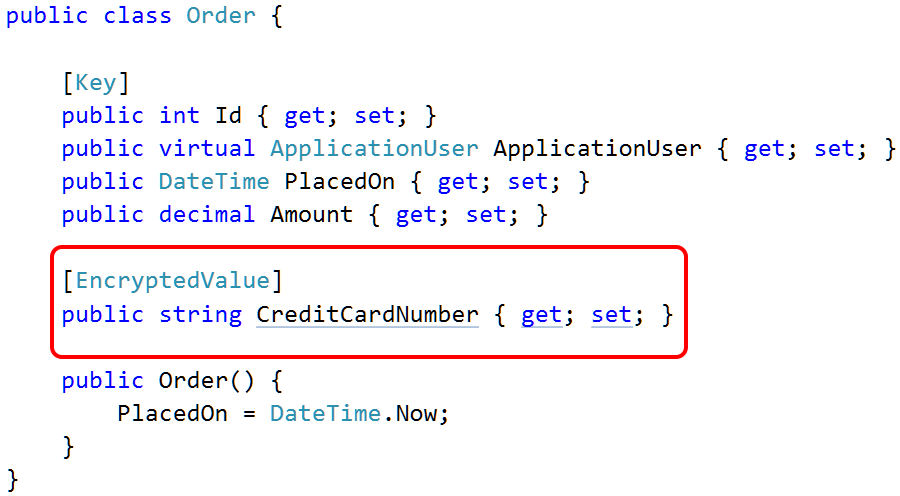 public class Order {
[Key]
public int Id { get; set; }
public virtual ApplicationUser ApplicationUser { get; set; }
public DateTime PlacedOn { get; set; }
public decimal Amount { get; set; }
[EncryptedValue]
public string CreditCardNumber { get; set; }
public Order() {
PlacedOn = DateTime.Now;
}
}